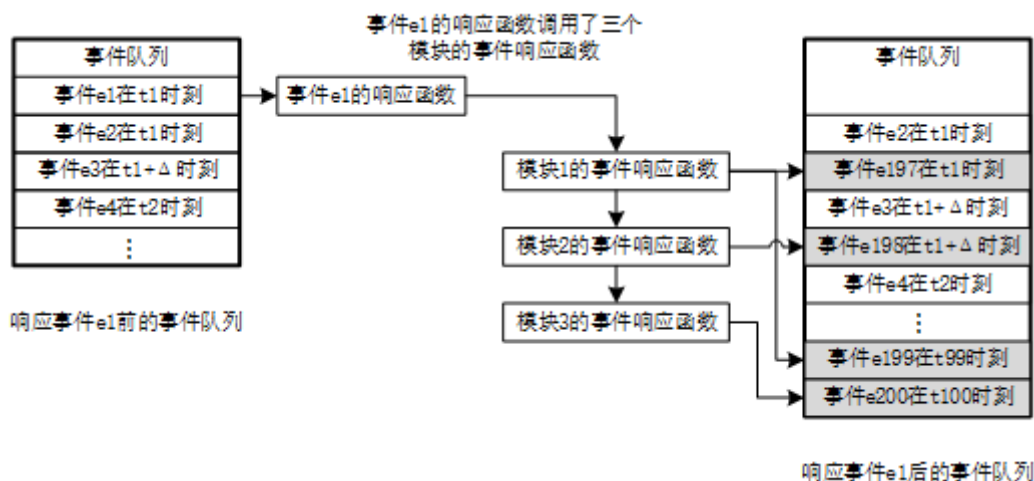 事件e1的响应函数调用了三个
模块的事件响应函数
事件队列
事件e1在t1时刻
事件e2在t1时刻
事件e3在t1+Δ时刻
事件e4在t2时刻
⋮
响应事件e1前的事件队列
事件e1的响应函数
模块1的事件响应函数
模块2的事件响应函数
模块3的事件响应函数
事件队列
事件e2在t1时刻
事件e197在t1时刻
事件e3在t1+Δ时刻
事件e198在t1+Δ时刻
事件e4在t2时刻
⋮
事件e199在t99时刻
事件e200在t100时刻
响应事件e1后的事件队列